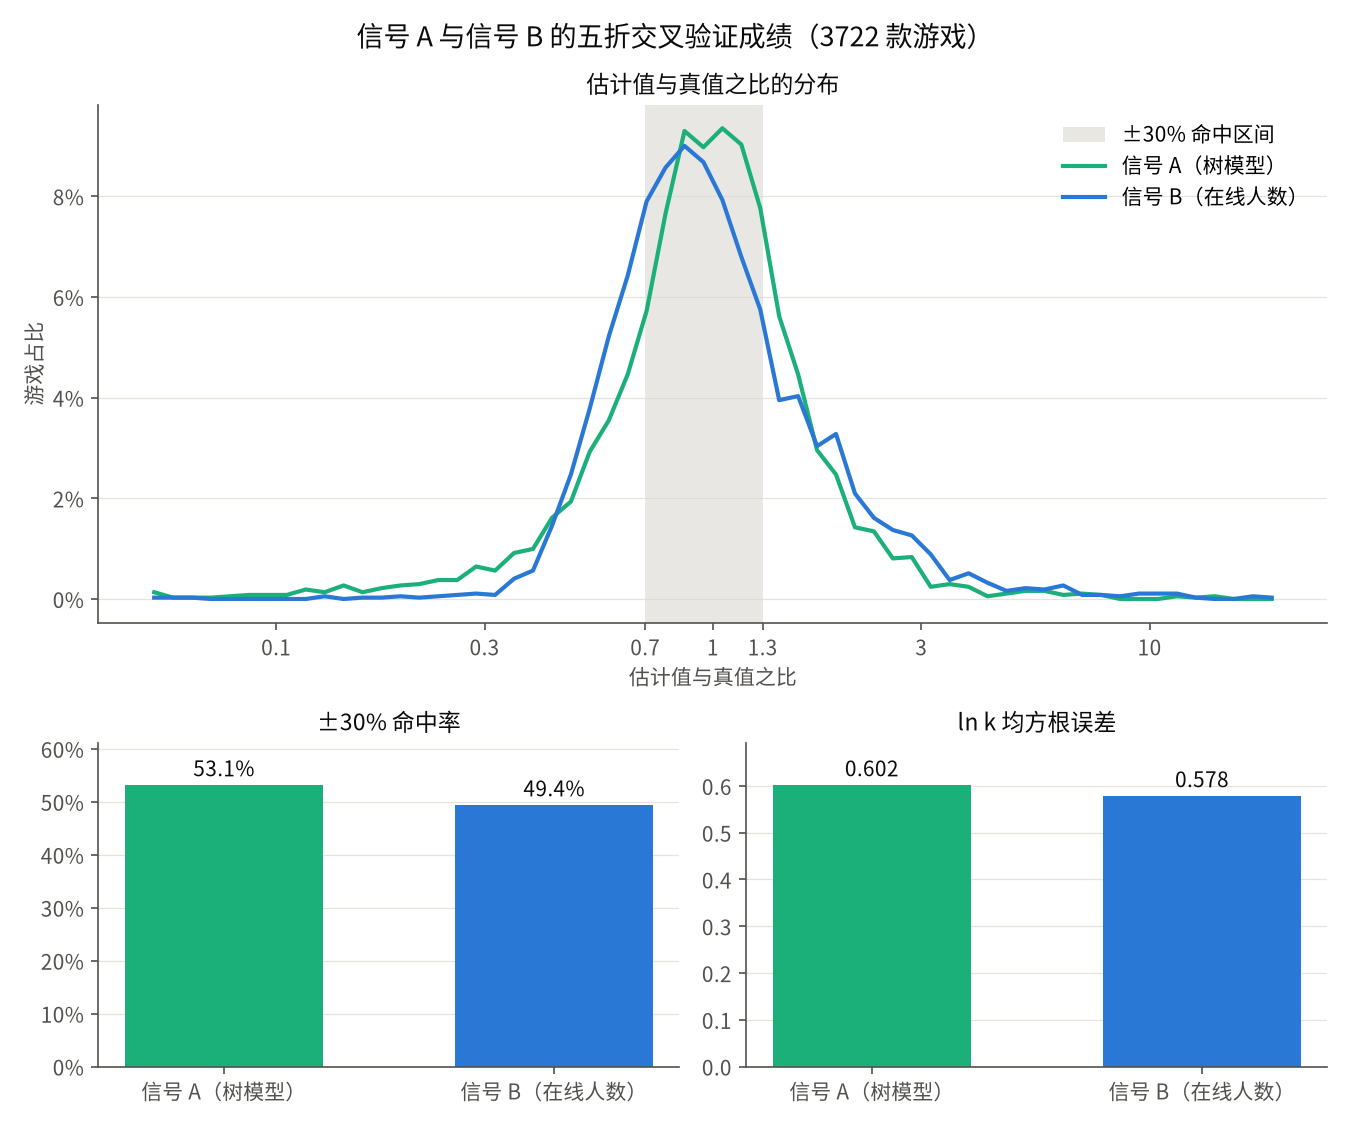 信号 A 与信号 B 的五折交叉验证成绩（3722 款游戏）
估计值与真值之比的分布
±30% 命中区间
信号 A（树模型）
信号 B（在线人数）
游戏占比
8%
6%
4%
2%
0%
0.1
0.3
0.7
1
1.3
3
10
估计值与真值之比
±30% 命中率
60%
50%
40%
30%
20%
10%
0%
53.1%
49.4%
信号 A（树模型）
信号 B（在线人数）
ln k 均方根误差
0.6
0.5
0.4
0.3
0.2
0.1
0.0
0.602
0.578
信号 A（树模型）
信号 B（在线人数）